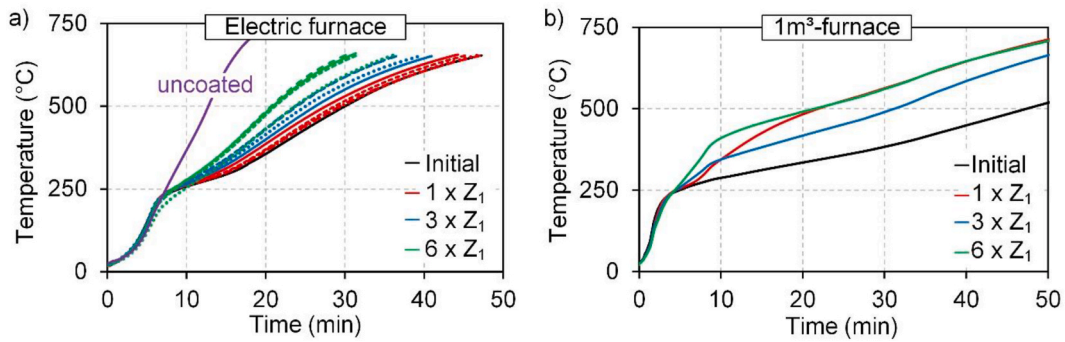 a)
Electric furnace
Temperature (°C)
750
500
250
0
uncoated
Initial
1 x Z₁
3 x Z₁
6 x Z₁
0 10 20 30 40 50
Time (min)
b)
1m³-furnace
Temperature (°C)
750
500
250
0
Initial
1 x Z₁
3 x Z₁
6 x Z₁
0 10 20 30 40 50
Time (min)